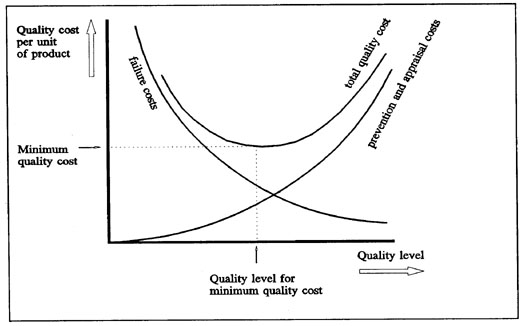 Quality cost
per unit
of product
failure costs
total quality cost
prevention and appraisal costs
Minimum
quality cost
Quality level
Quality level for
minimum quality cost